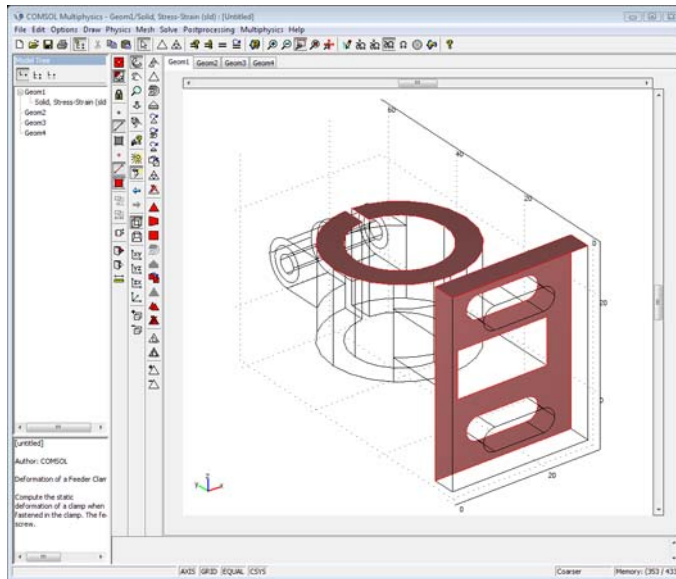 COMSOL Multiphysics - Geom1/Solid, Stress-Strain (sld) : [Untitled]
File Edit Options Draw Physics Mesh Solve Postprocessing Multiphysics Help
Model Tree
Geom1 Geom2 Geom3 Geom4
Geom1
Solid, Stress-Strain (sld
Geom2
Geom3
Geom4
60
40
20
0
20
0
20
0
z
y
x
[untitled]
Author: COMSOL
Deformation of a Feeder Clar
Compute the static
deformation of a clamp when
fastened in the clamp. The fe
screw.
AXIS GRID EQUAL CSYS
Coarser
Memory: (353 / 433